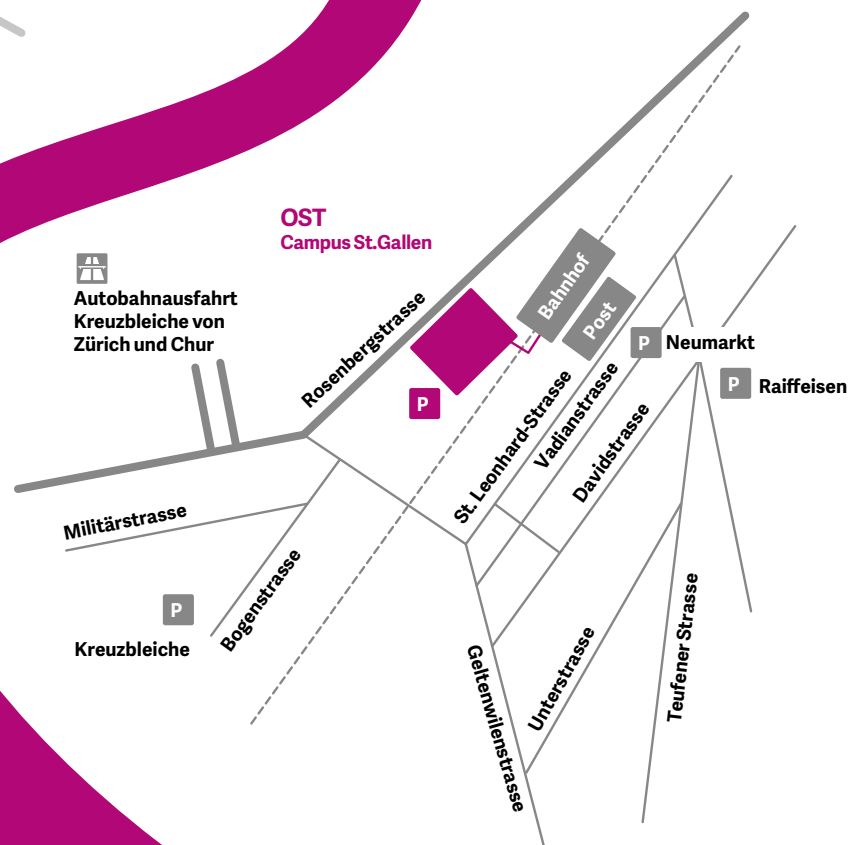 OST
Campus St.Gallen
Autobahnausfahrt
Kreuzbleiche von
Zürich und Chur
Rosenbergstrasse
Bahnhof
Post
P
Neumarkt
P
Raiffeisen
P
St. Leonhard-Strasse
Vadianstrasse
Davidstrasse
Militärstrasse
Bogenstrasse
P
Kreuzbleiche
Geltenwilenstrasse
Unterstrasse
Teufener Strasse